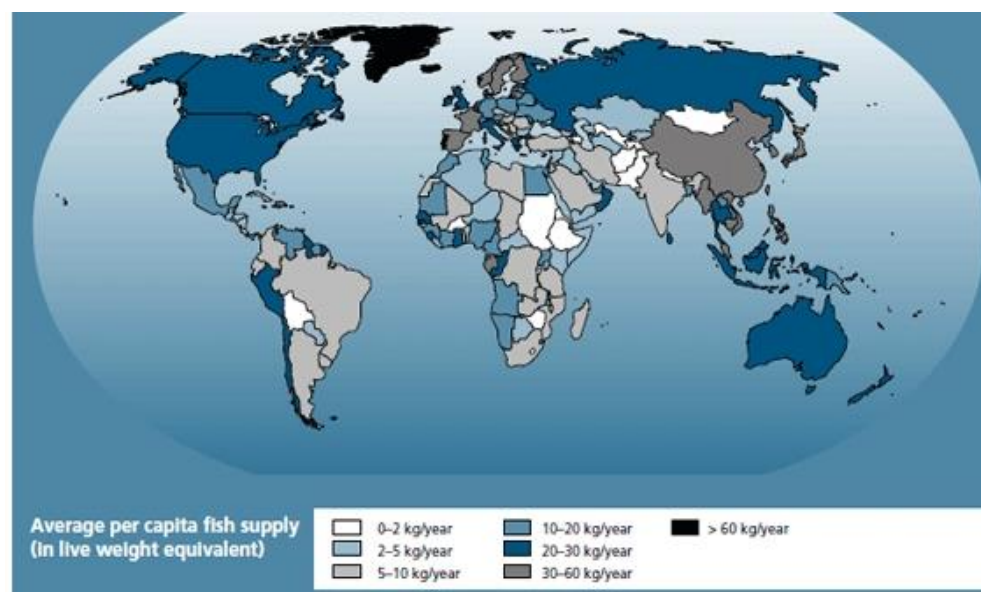 Average per capita fish supply
(in live weight equivalent)
0–2 kg/year
2–5 kg/year
5–10 kg/year
10–20 kg/year
20–30 kg/year
30–60 kg/year
> 60 kg/year